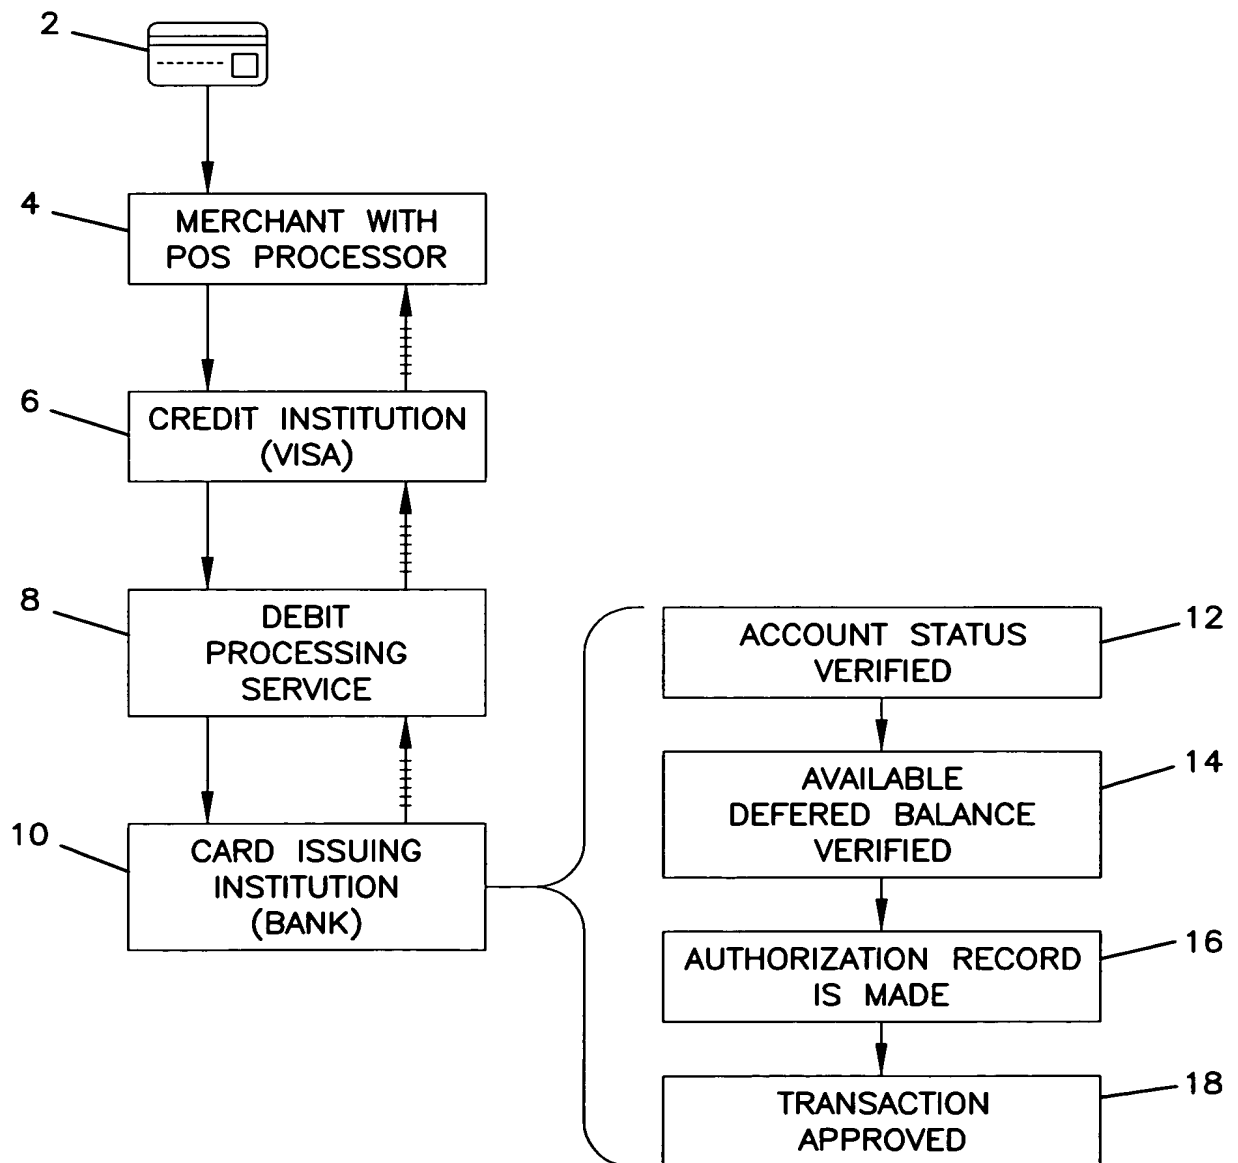 2
4
MERCHANT WITH
POS PROCESSOR
6
CREDIT INSTITUTION
(VISA)
8
DEBIT
PROCESSING
SERVICE
10
CARD ISSUING
INSTITUTION
(BANK)
12
ACCOUNT STATUS
VERIFIED
14
AVAILABLE
DEFERED BALANCE
VERIFIED
16
AUTHORIZATION RECORD
IS MADE
18
TRANSACTION
APPROVED